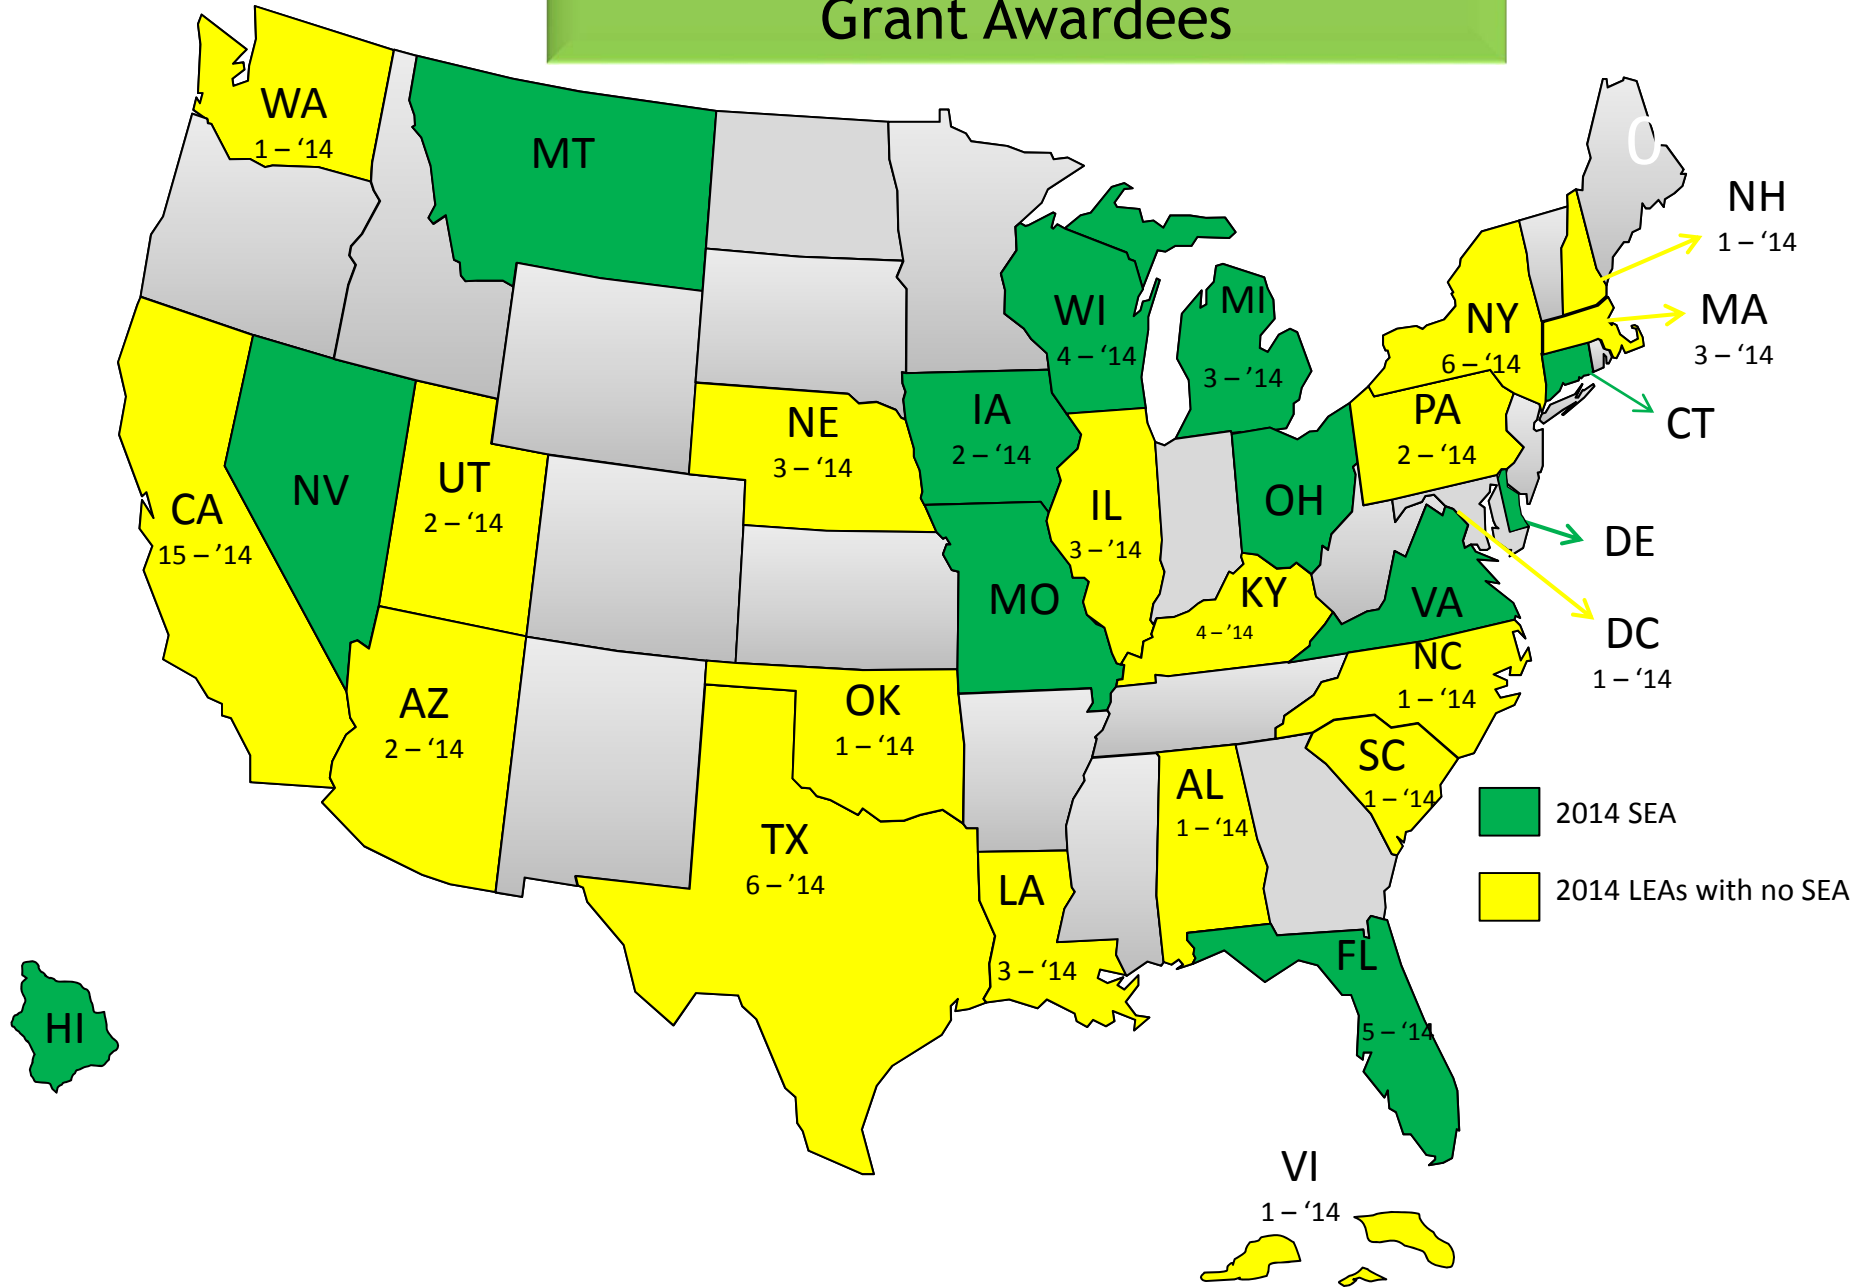 Grant Awardees
WA
1 – ‘14
MT
0
NH
1 – ‘14
MA
3 – ‘14
CT
NY
6 – ‘14
WI
4 – ‘14
MI
3 – ‘14
PA
2 – ‘14
IA
2 – ‘14
NE
3 – ‘14
UT
2 – ‘14
NV
CA
15 – ’14
IL
3 – ‘14
OH
DE
MO
KY
4 – ‘14
VA
DC
1 – ‘14
NC
1 – ‘14
AZ
2 – ‘14
OK
1 – ‘14
SC
1 – ‘14
AL
1 – ‘14
TX
6 – ’14
LA
3 – ‘14
2014 SEA
2014 LEAs with no SEA
FL
5 – ‘14
HI
VI
1 – ‘14